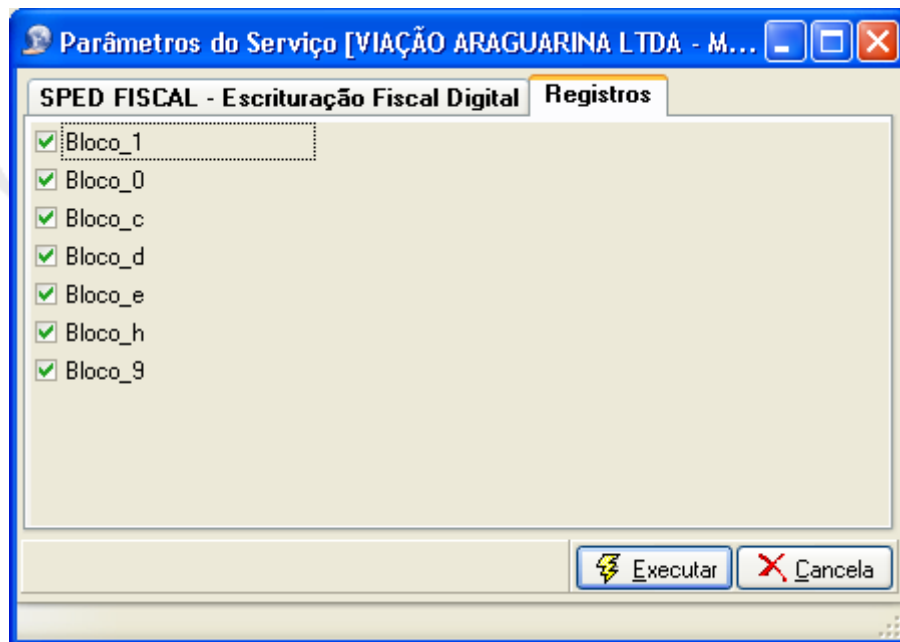 Parâmetros do Serviço [VIAÇÃO ARAGUARINA LTDA - M...
SPED FISCAL - Escrituração Fiscal Digital Registros
Bloco_1
Bloco_0
Bloco_c
Bloco_d
Bloco_e
Bloco_h
Bloco_9
Executar Cancela